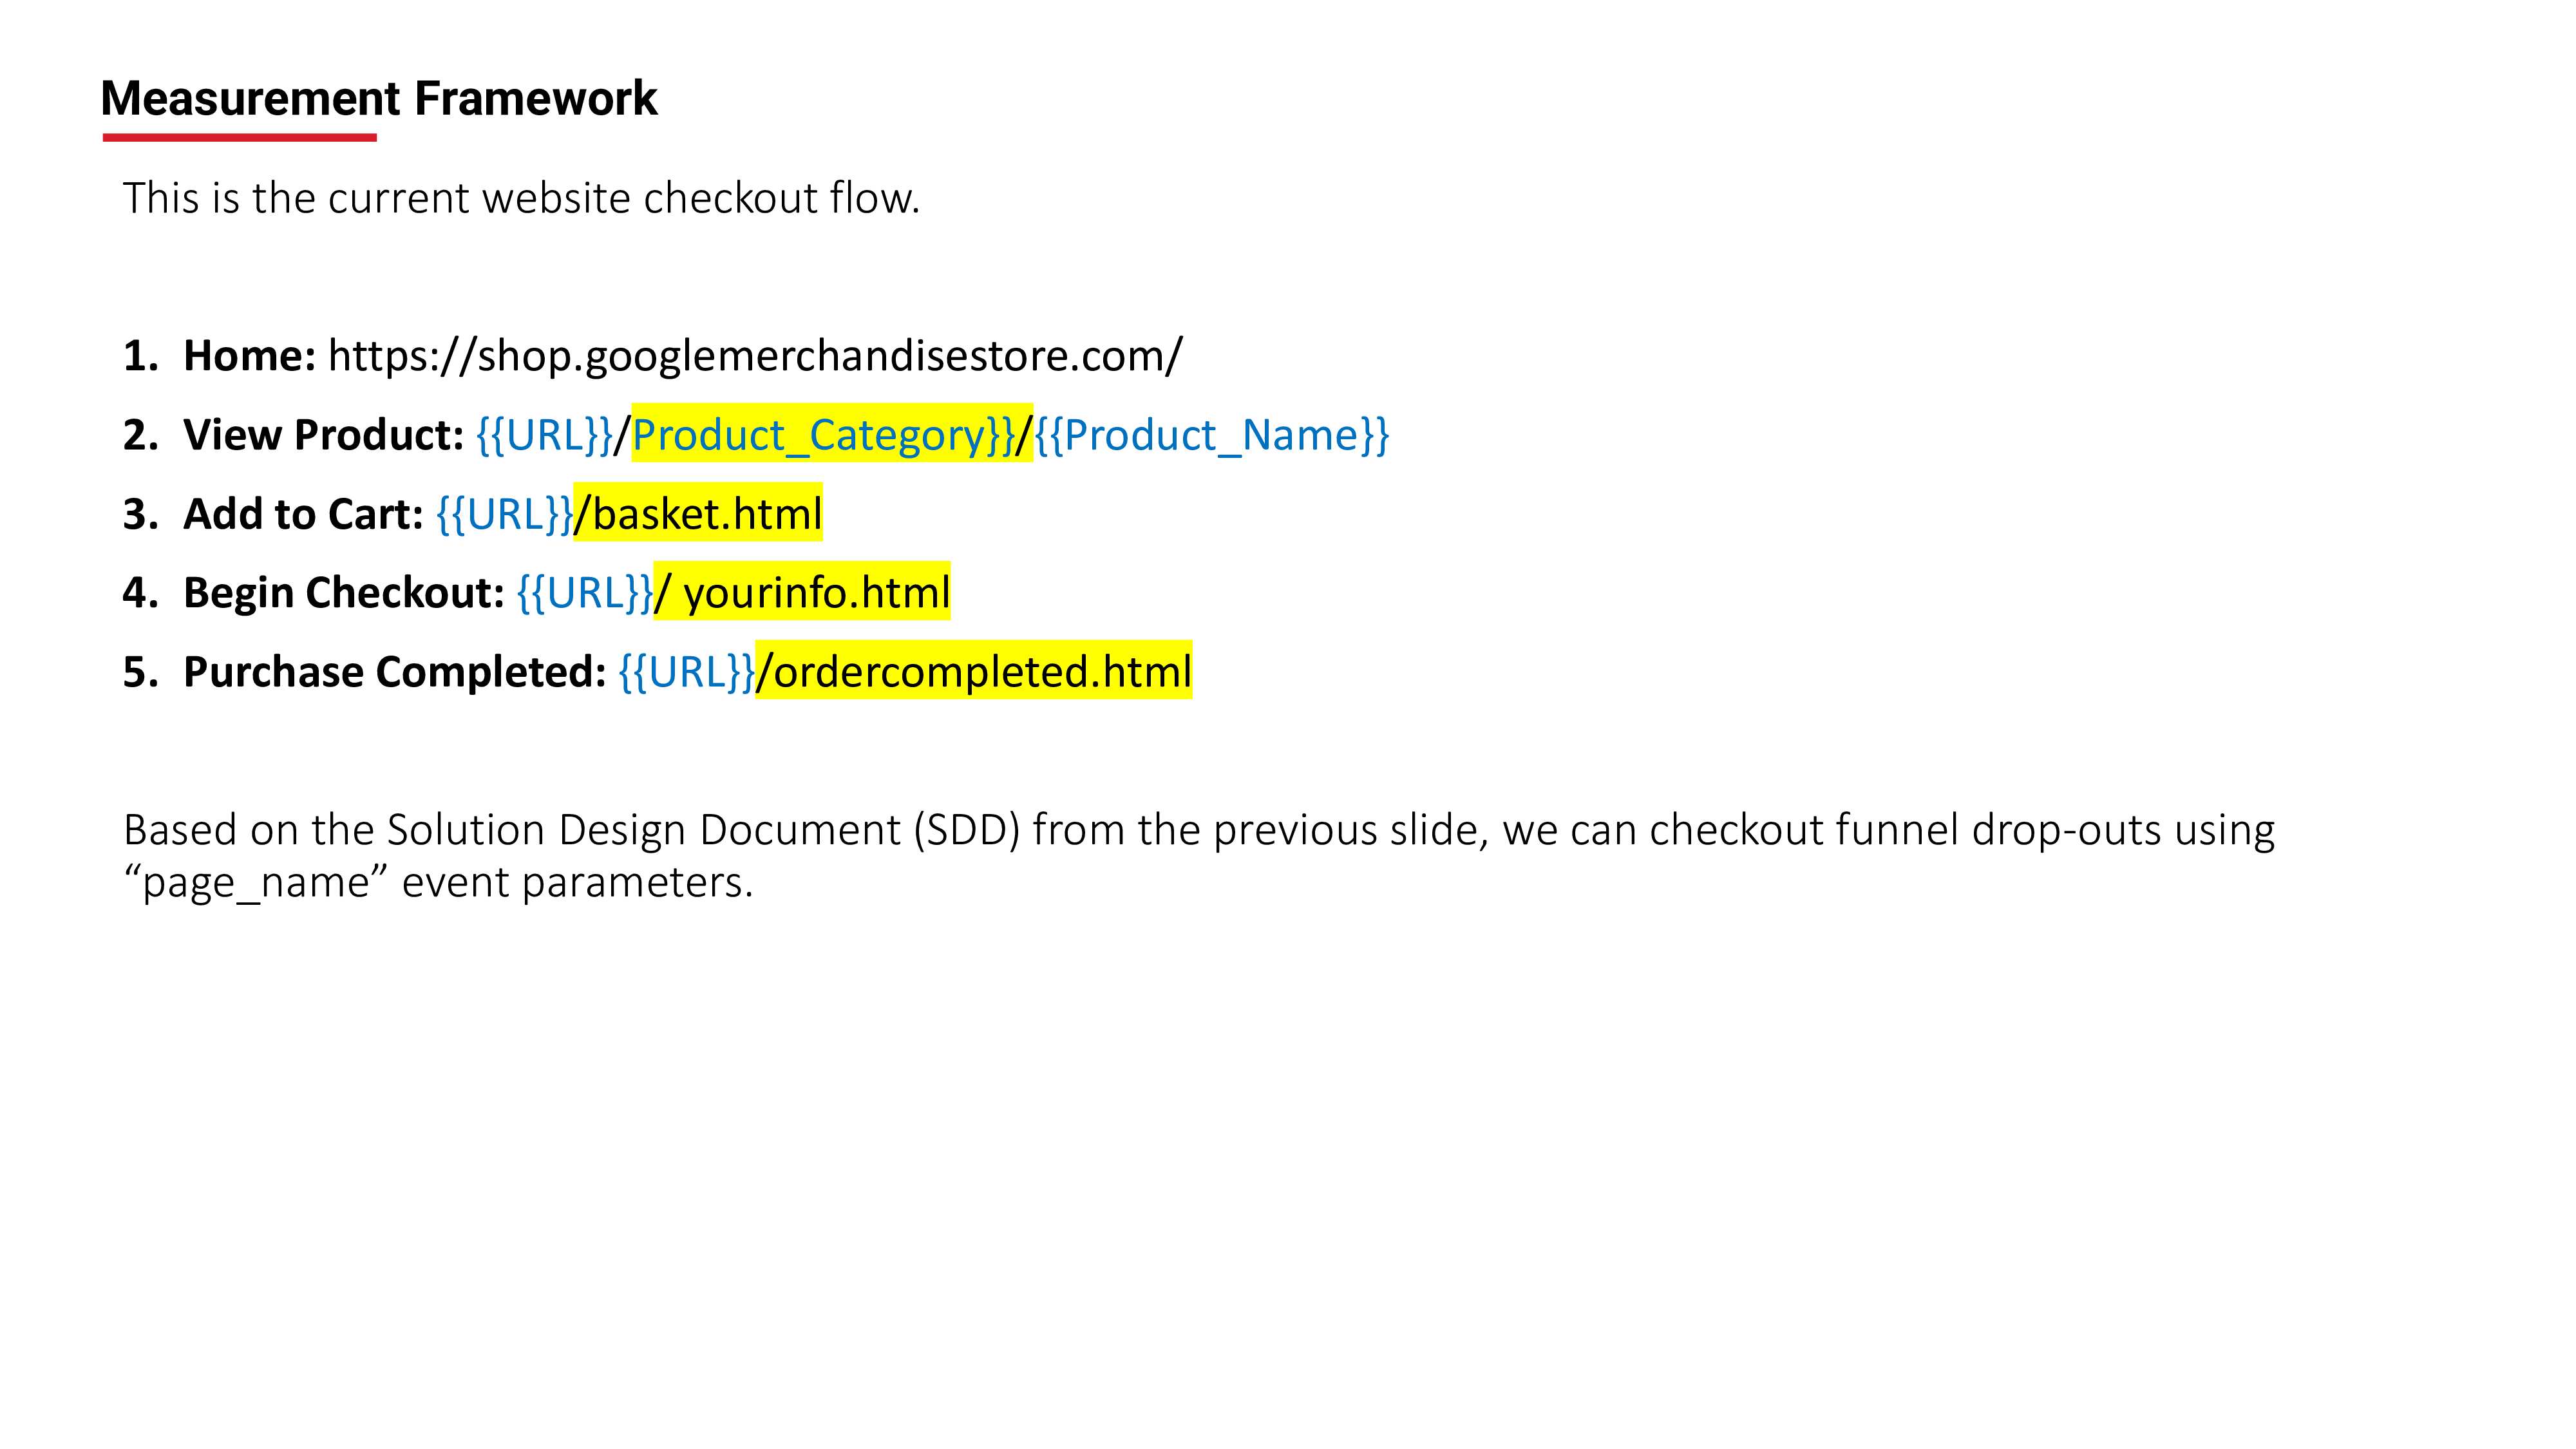 Measurement Framework
This is the current website checkout flow.
1. Home: https://shop.googlemerchandisestore.com/
2. View Product: {{URL}}/Product_Category}}/{{Product_Name}}
3. Add to Cart: {{URL}}/basket.html
4. Begin Checkout: {{URL}}/ yourinfo.html
5. Purchase Completed: {{URL}}/ordercompleted.html
Based on the Solution Design Document (SDD) from the previous slide, we can checkout funnel drop-outs using
“page_name” event parameters.